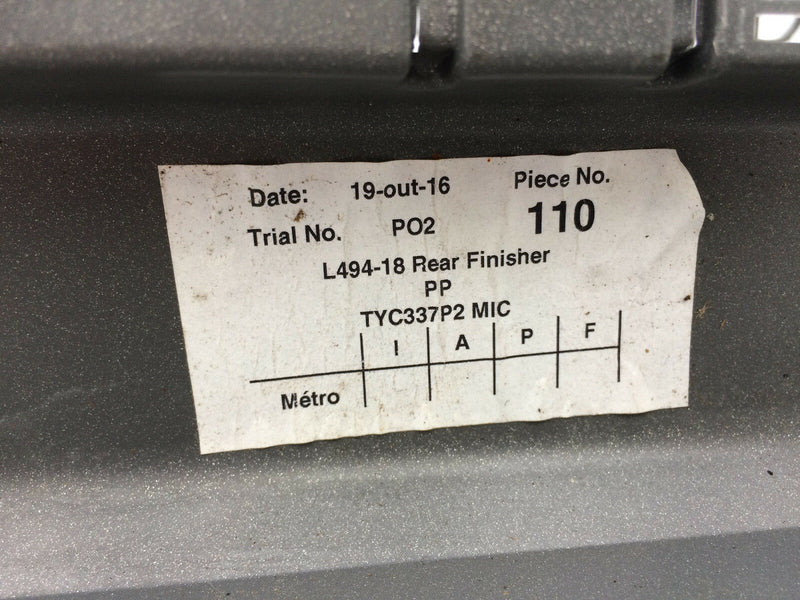 Date: 19-out-16 Piece No.
Trial No. PO2 110
L494-18 Rear Finisher
PP
TYC337P2 MIC
I A P F
Métro